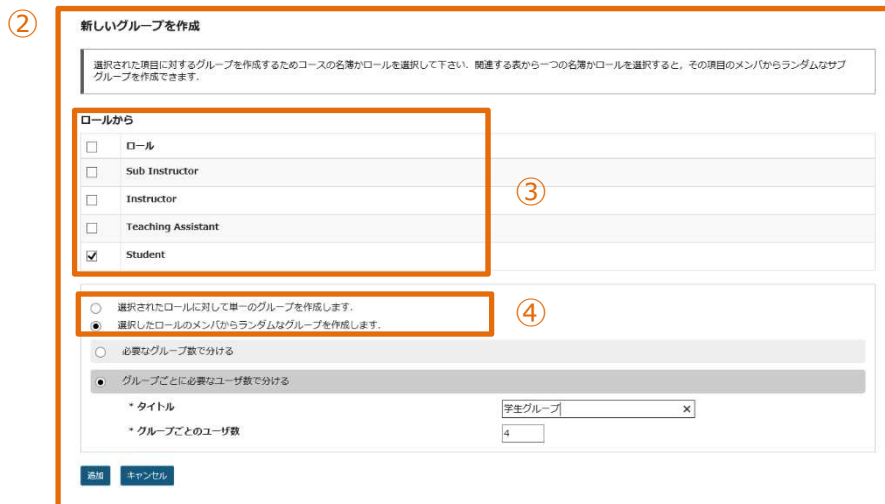 ②
新しいグループを作成
選択された項目に対するグループを作成するためコースの名簿かロールを選択して下さい．関連する表から一つの名簿かロールを選択すると，その項目のメンバからランダムなサブ
グループを作成できます．
ロールから
ロール
Sub Instructor
Instructor
③
Teaching Assistant
Student
選択されたロールに対して単一のグループを作成します．
④
選択したロールのメンバからランダムなグループを作成します．
必要なグループ数で分ける
グループごとに必要なユーザ数で分ける
* タイトル 学生グループ ×
* グループごとのユーザ数 4
追加 キャンセル